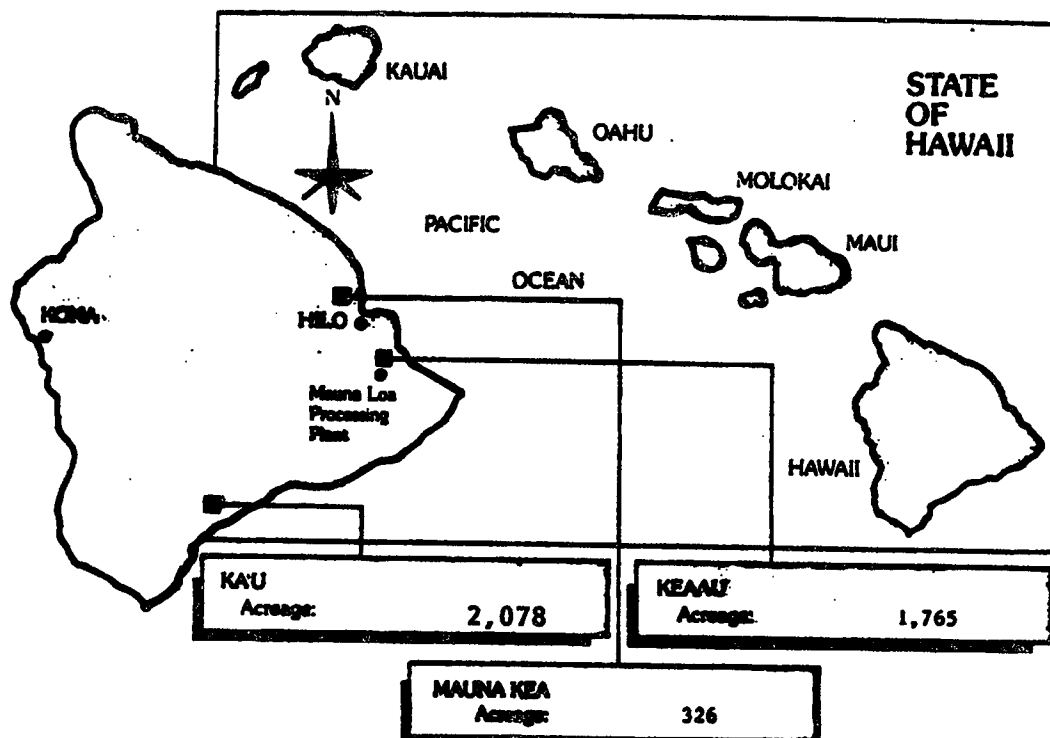 KAUAI
N
OAHU
STATE
OF
HAWAII
MOLOKAI
PACIFIC
MAUI
OCEAN
KONA
HILO
Mauna Loa
Processing
Plant
HAWAII
KA'U
Acreage: 2,078
KEAAU
Acreage: 1,765
MAUNA KEA
Acreage: 326